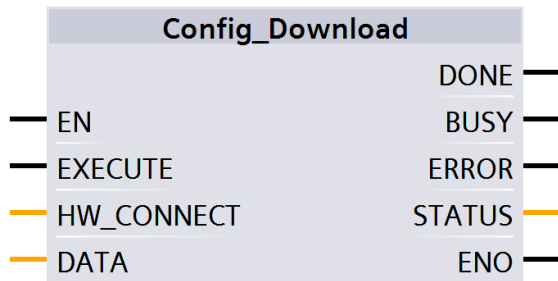 Config_Download
DONE
EN BUSY
EXECUTE ERROR
HW_CONNECT STATUS
DATA ENO